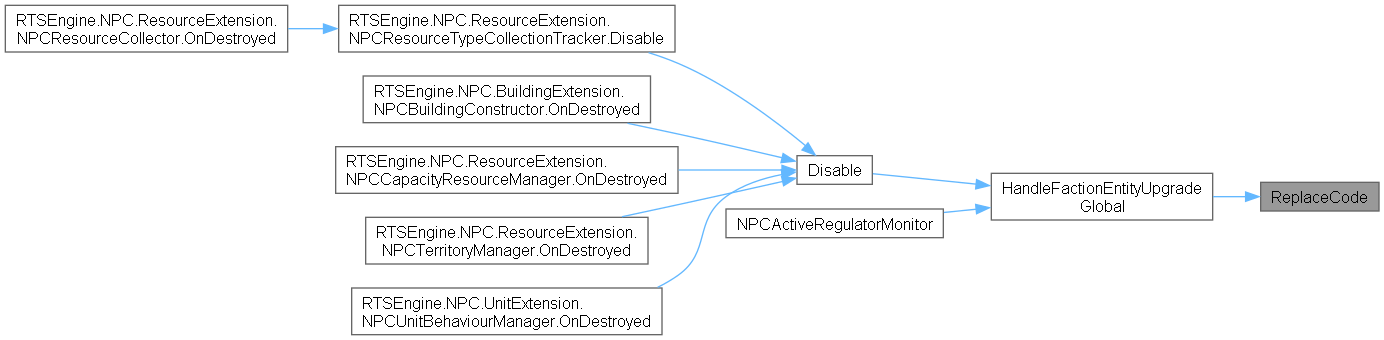 RTSEngine.NPC.ResourceExtension.
NPCResourceCollector.OnDestroyed
RTSEngine.NPC.ResourceExtension.
NPCResourceTypeCollectionTracker.Disable
RTSEngine.NPC.BuildingExtension.
NPCBuildingConstructor.OnDestroyed
RTSEngine.NPC.ResourceExtension.
NPCCapacityResourceManager.OnDestroyed
RTSEngine.NPC.ResourceExtension.
NPCTerritoryManager.OnDestroyed
RTSEngine.NPC.UnitExtension.
NPCUnitBehaviourManager.OnDestroyed
Disable
NPCActiveRegulatorMonitor
HandleFactionEntityUpgrade
Global
ReplaceCode